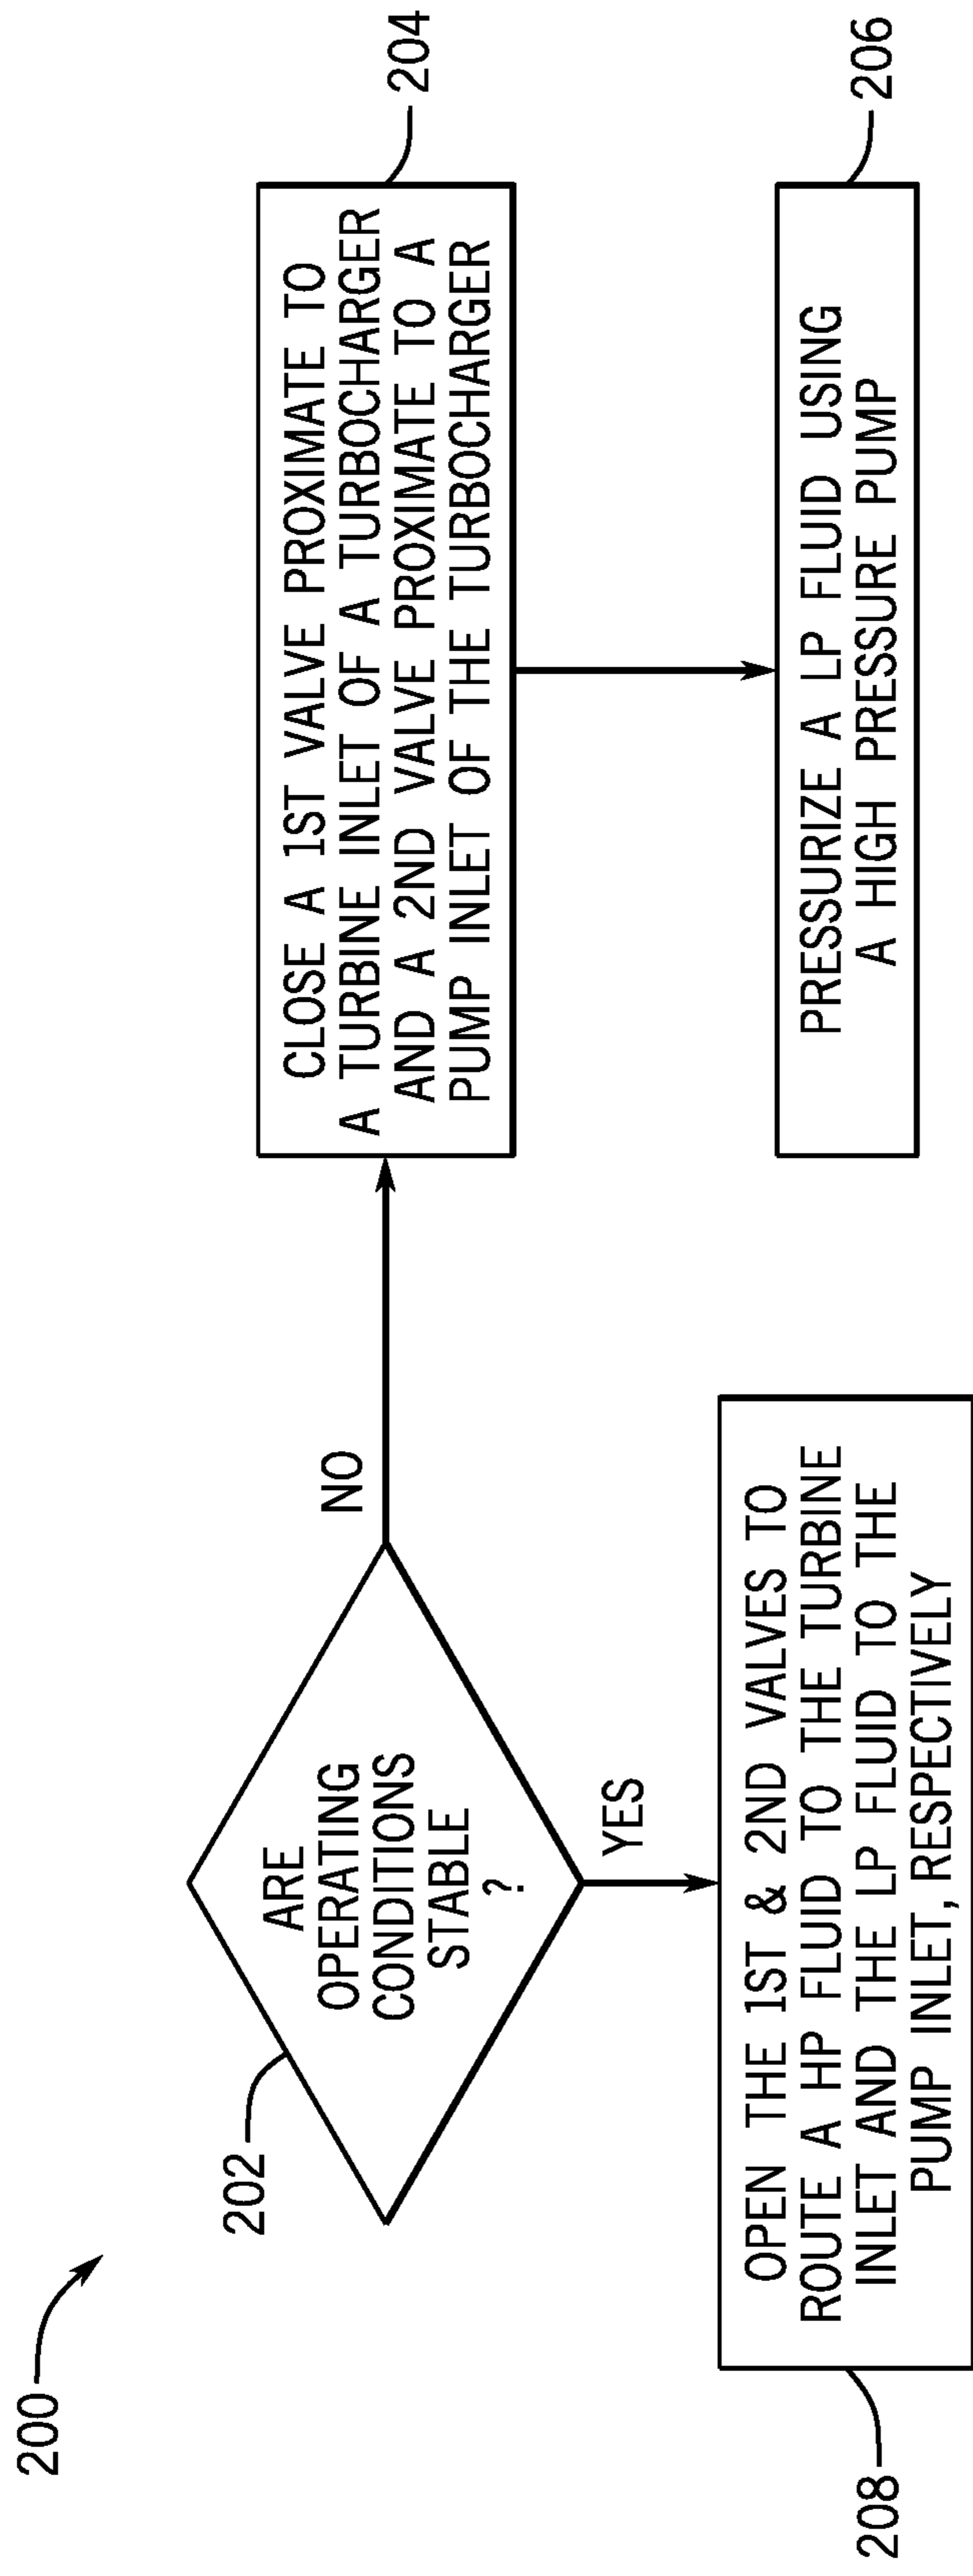 200
202
ARE
OPERATING
CONDITIONS
STABLE
?
NO
YES
CLOSE A 1ST VALVE PROXIMATE TO
A TURBINE INLET OF A TURBOCHARGER
AND A 2ND VALVE PROXIMATE TO A
PUMP INLET OF THE TURBOCHARGER
204
208
OPEN THE 1ST & 2ND VALVES TO
ROUTE A HP FLUID TO THE TURBINE
INLET AND THE LP FLUID TO THE
PUMP INLET, RESPECTIVELY
PRESSURIZE A LP FLUID USING
A HIGH PRESSURE PUMP
206